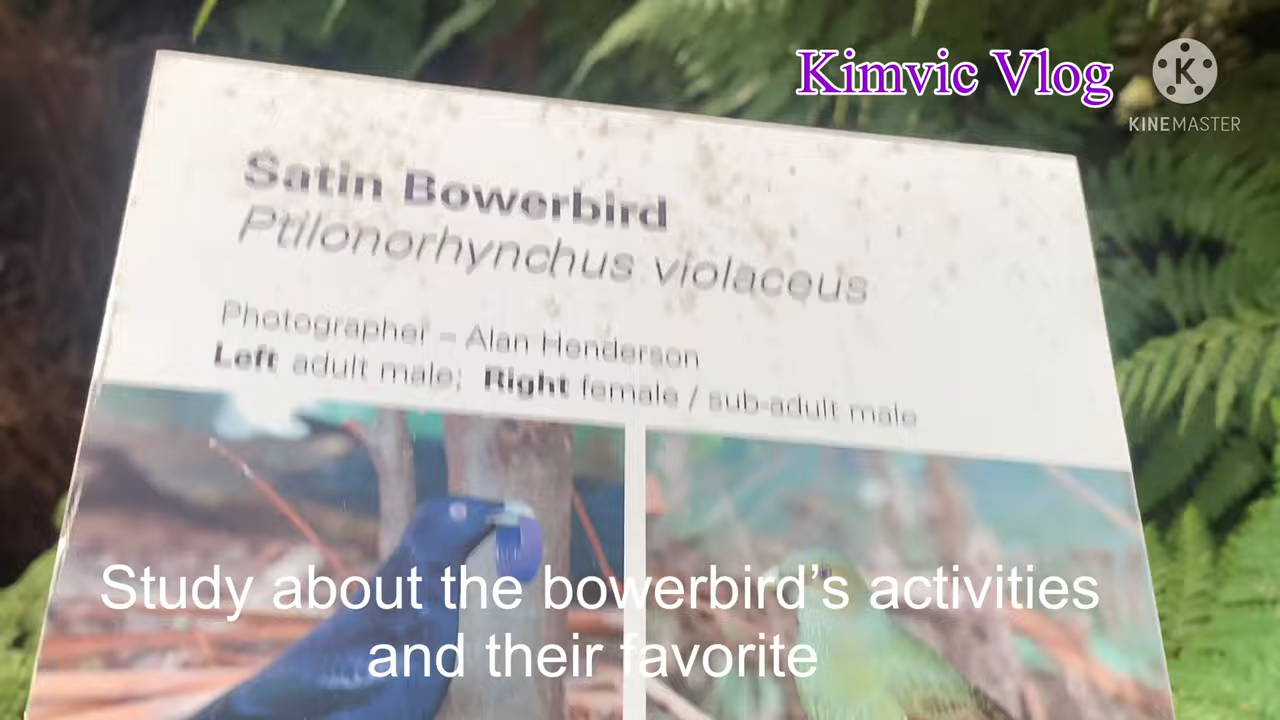 Kimvic Vlog
K
KINEMASTER
Satin Bowerbird
Ptilonorhynchus violaceus
Photographer – Alan Henderson
Left adult male; Right female / sub-adult male
Study about the bowerbird’s activities
and their favorite